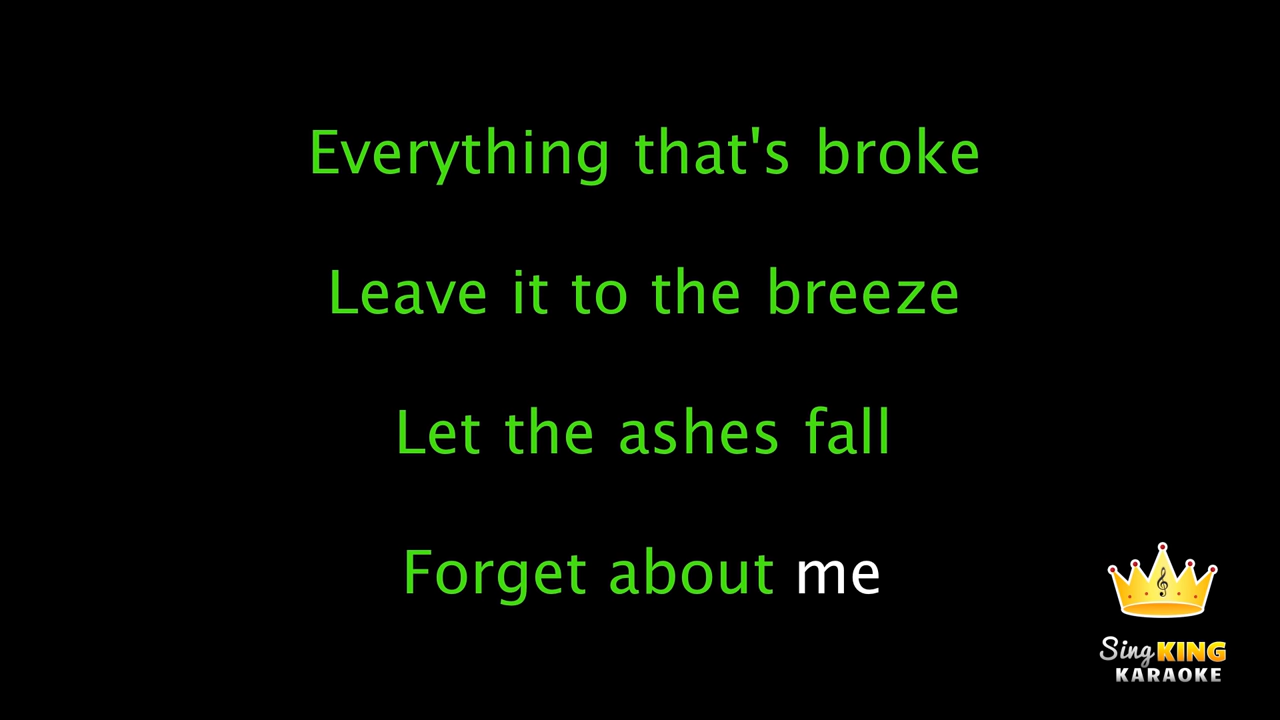 Everything that's broke
Leave it to the breeze
Let the ashes fall
Forget about me
Sing KING
KARAOKE